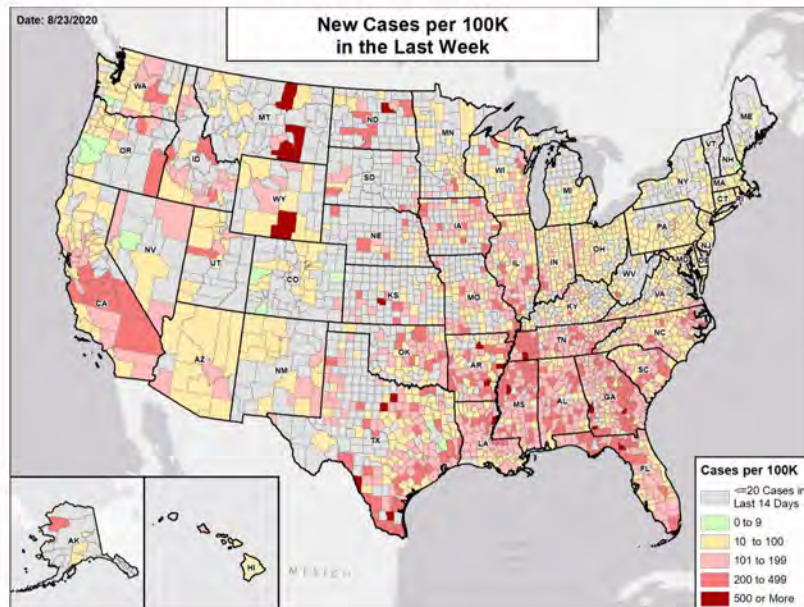 Date: 8/23/2020
New Cases per 100K
in the Last Week
WA
MT
ND
MN
ME
VT
NH
OR
ID
WI
NY
MA
SD
MI
CT
RI
WY
IA
PA
NJ
NE
OH
MD
DE
NV
UT
IL
IN
WV
CO
KS
MO
VA
CA
KY
NC
OK
TN
AZ
NM
AR
SC
MS
AL
GA
TX
LA
FL
AK
HI
MEXICO
Cases per 100K
<=20 Cases in
Last 14 Days
0 to 9
10 to 100
101 to 199
200 to 499
500 or More